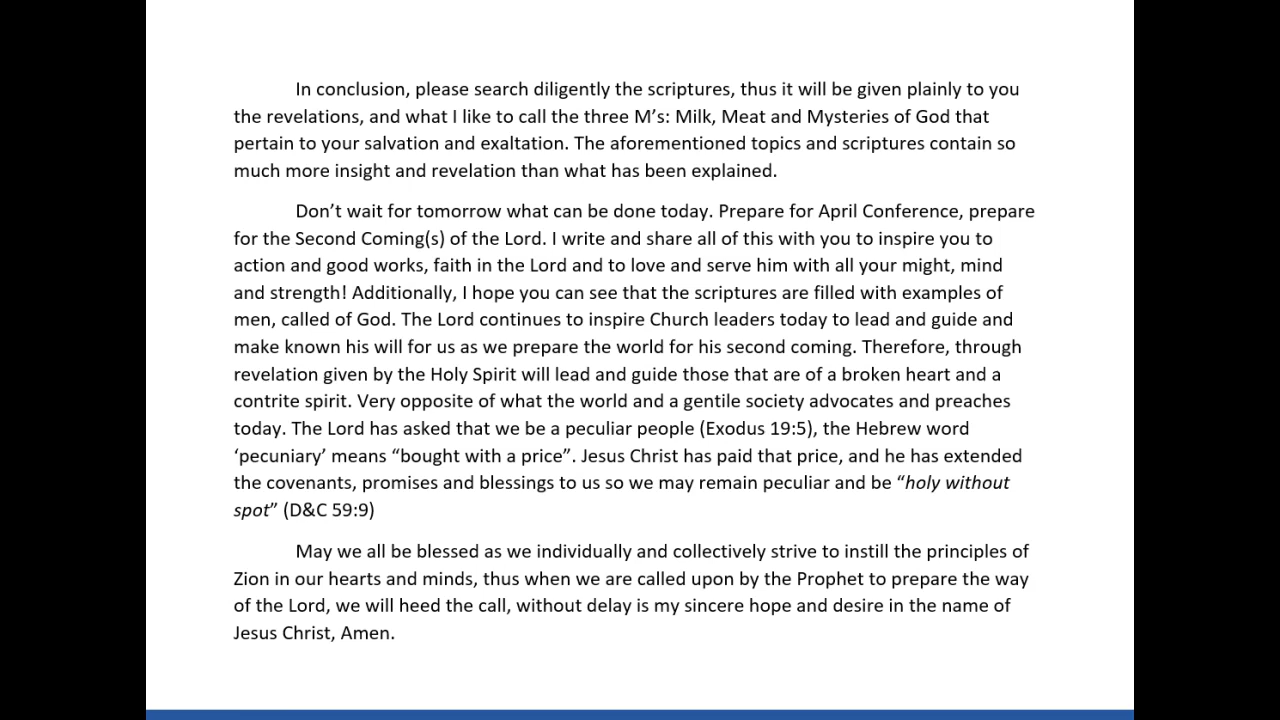 In conclusion, please search diligently the scriptures, thus it will be given plainly to you
the revelations, and what I like to call the three M’s: Milk, Meat and Mysteries of God that
pertain to your salvation and exaltation. The aforementioned topics and scriptures contain so
much more insight and revelation than what has been explained.
Don’t wait for tomorrow what can be done today. Prepare for April Conference, prepare
for the Second Coming(s) of the Lord. I write and share all of this with you to inspire you to
action and good works, faith in the Lord and to love and serve him with all your might, mind
and strength! Additionally, I hope you can see that the scriptures are filled with examples of
men, called of God. The Lord continues to inspire Church leaders today to lead and guide and
make known his will for us as we prepare the world for his second coming. Therefore, through
revelation given by the Holy Spirit will lead and guide those that are of a broken heart and a
contrite spirit. Very opposite of what the world and a gentile society advocates and preaches
today. The Lord has asked that we be a peculiar people (Exodus 19:5), the Hebrew word
‘pecuniary’ means “bought with a price”. Jesus Christ has paid that price, and he has extended
the covenants, promises and blessings to us so we may remain peculiar and be “holy without
spot” (D&C 59:9)
May we all be blessed as we individually and collectively strive to instill the principles of
Zion in our hearts and minds, thus when we are called upon by the Prophet to prepare the way
of the Lord, we will heed the call, without delay is my sincere hope and desire in the name of
Jesus Christ, Amen.